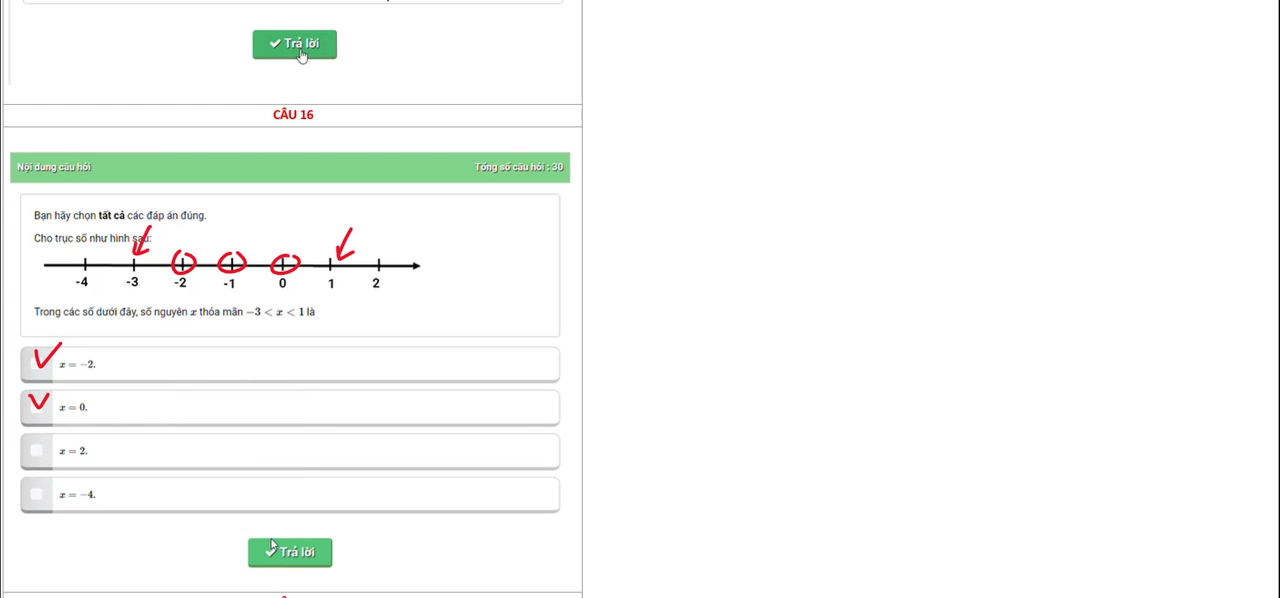 Trả lời
CÂU 16
Nội dung câu hỏi
Tổng số câu hỏi : 30
Bạn hãy chọn tất cả các đáp án đúng.
Cho trục số như hình sau:
-4 -3 -2 -1 0 1 2
Trong các số dưới đây, số nguyên x thỏa mãn −3 < x < 1 là
x = −2.
x = 0.
x = 2.
x = −4.
Trả lời